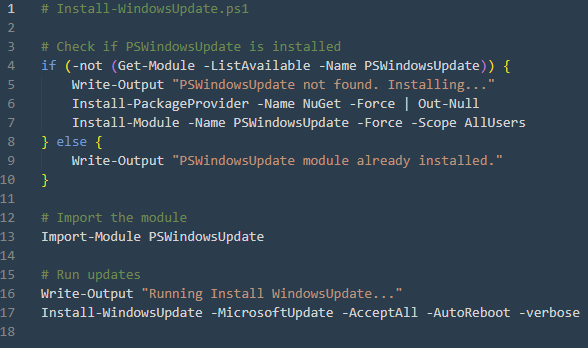 1 # Install-WindowsUpdate.ps1
2
3 # Check if PSWindowsUpdate is installed
4 if (-not (Get-Module -ListAvailable -Name PSWindowsUpdate)) {
5     Write-Output "PSWindowsUpdate not found. Installing..."
6     Install-PackageProvider -Name NuGet -Force | Out-Null
7     Install-Module -Name PSWindowsUpdate -Force -Scope AllUsers
8 } else {
9     Write-Output "PSWindowsUpdate module already installed."
10 }
11
12 # Import the module
13 Import-Module PSWindowsUpdate
14
15 # Run updates
16 Write-Output "Running Install WindowsUpdate..."
17 Install-WindowsUpdate -MicrosoftUpdate -AcceptAll -AutoReboot -verbose
18